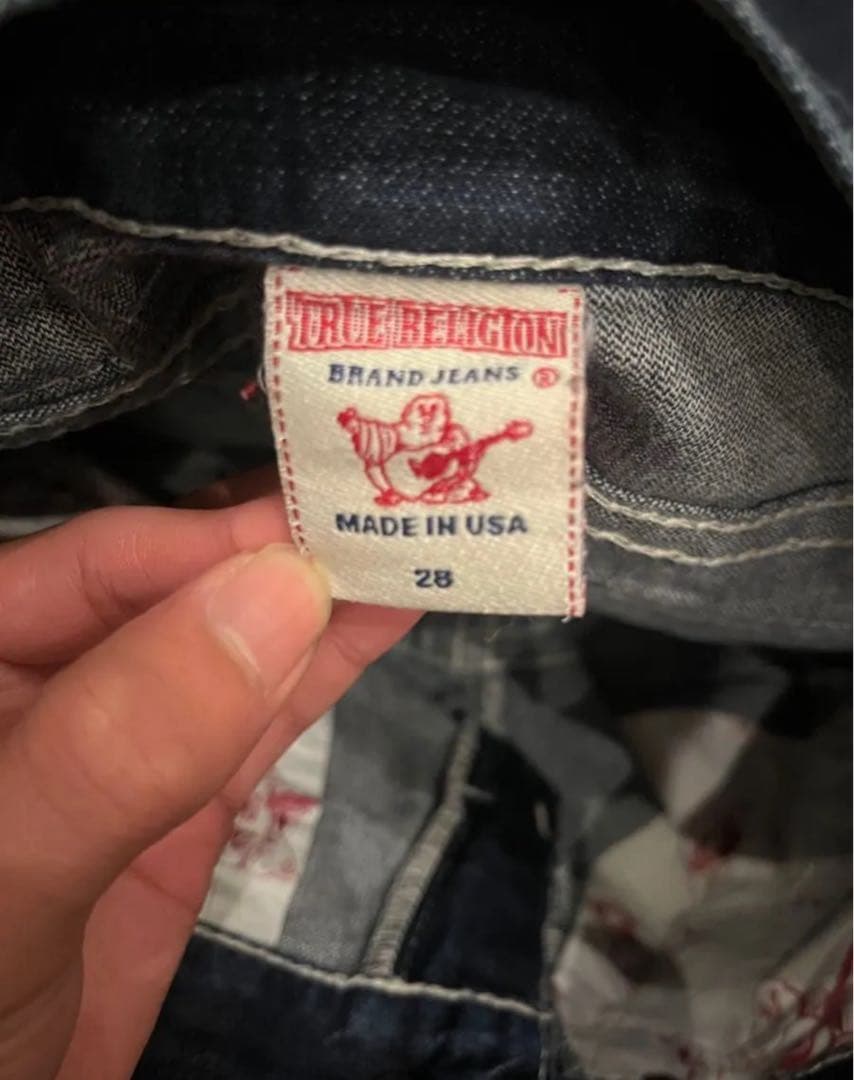 TRUE RELIGION
BRAND JEANS ®
MADE IN USA
28